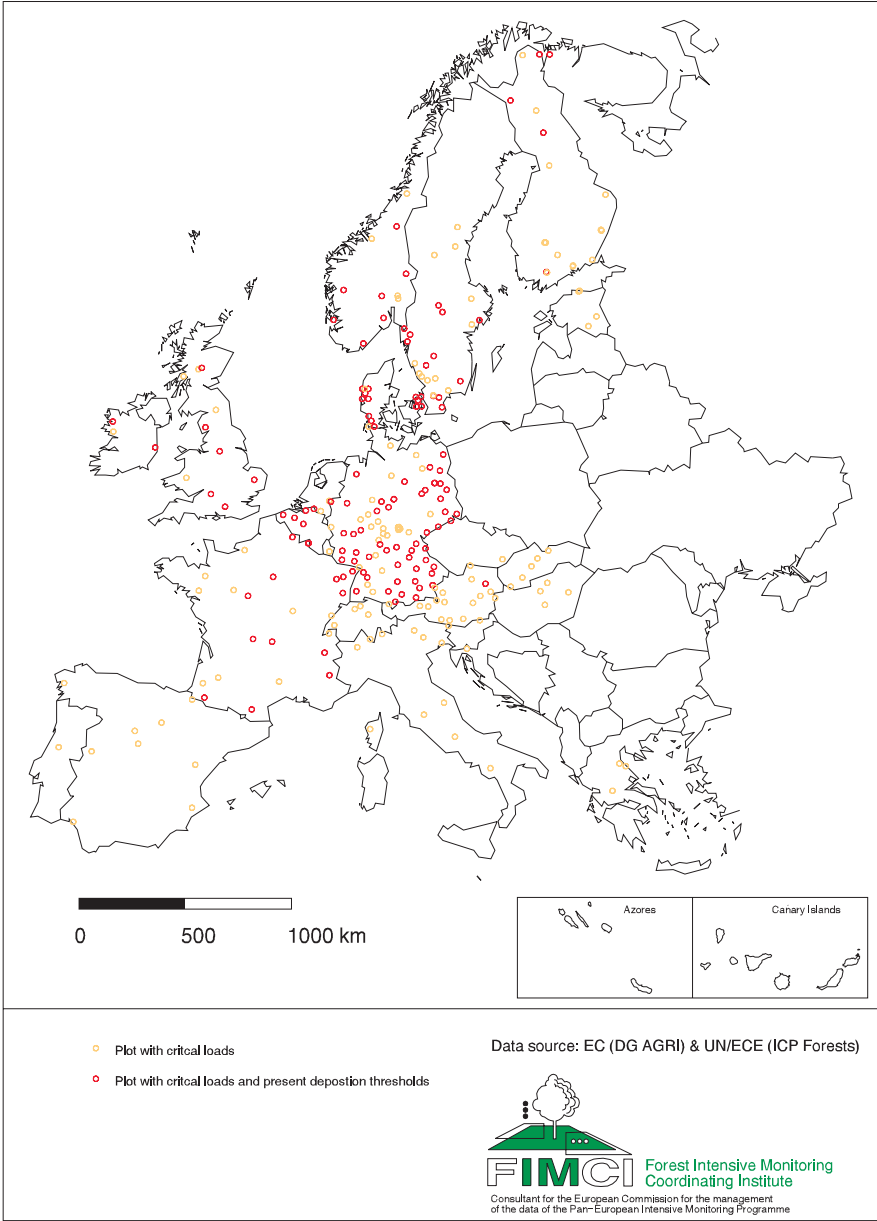 Azores
Canary Islands
0 500 1000 km
Plot with critcal loads
Plot with critcal loads and present depostion thresholds
Data source: EC (DG AGRI) & UN/ECE (ICP Forests)
FIMCI
Forest Intensive Monitoring
Coordinating Institute
Consultant for the European Commission for the management
of the data of the Pan-European Intensive Monitoring Programme